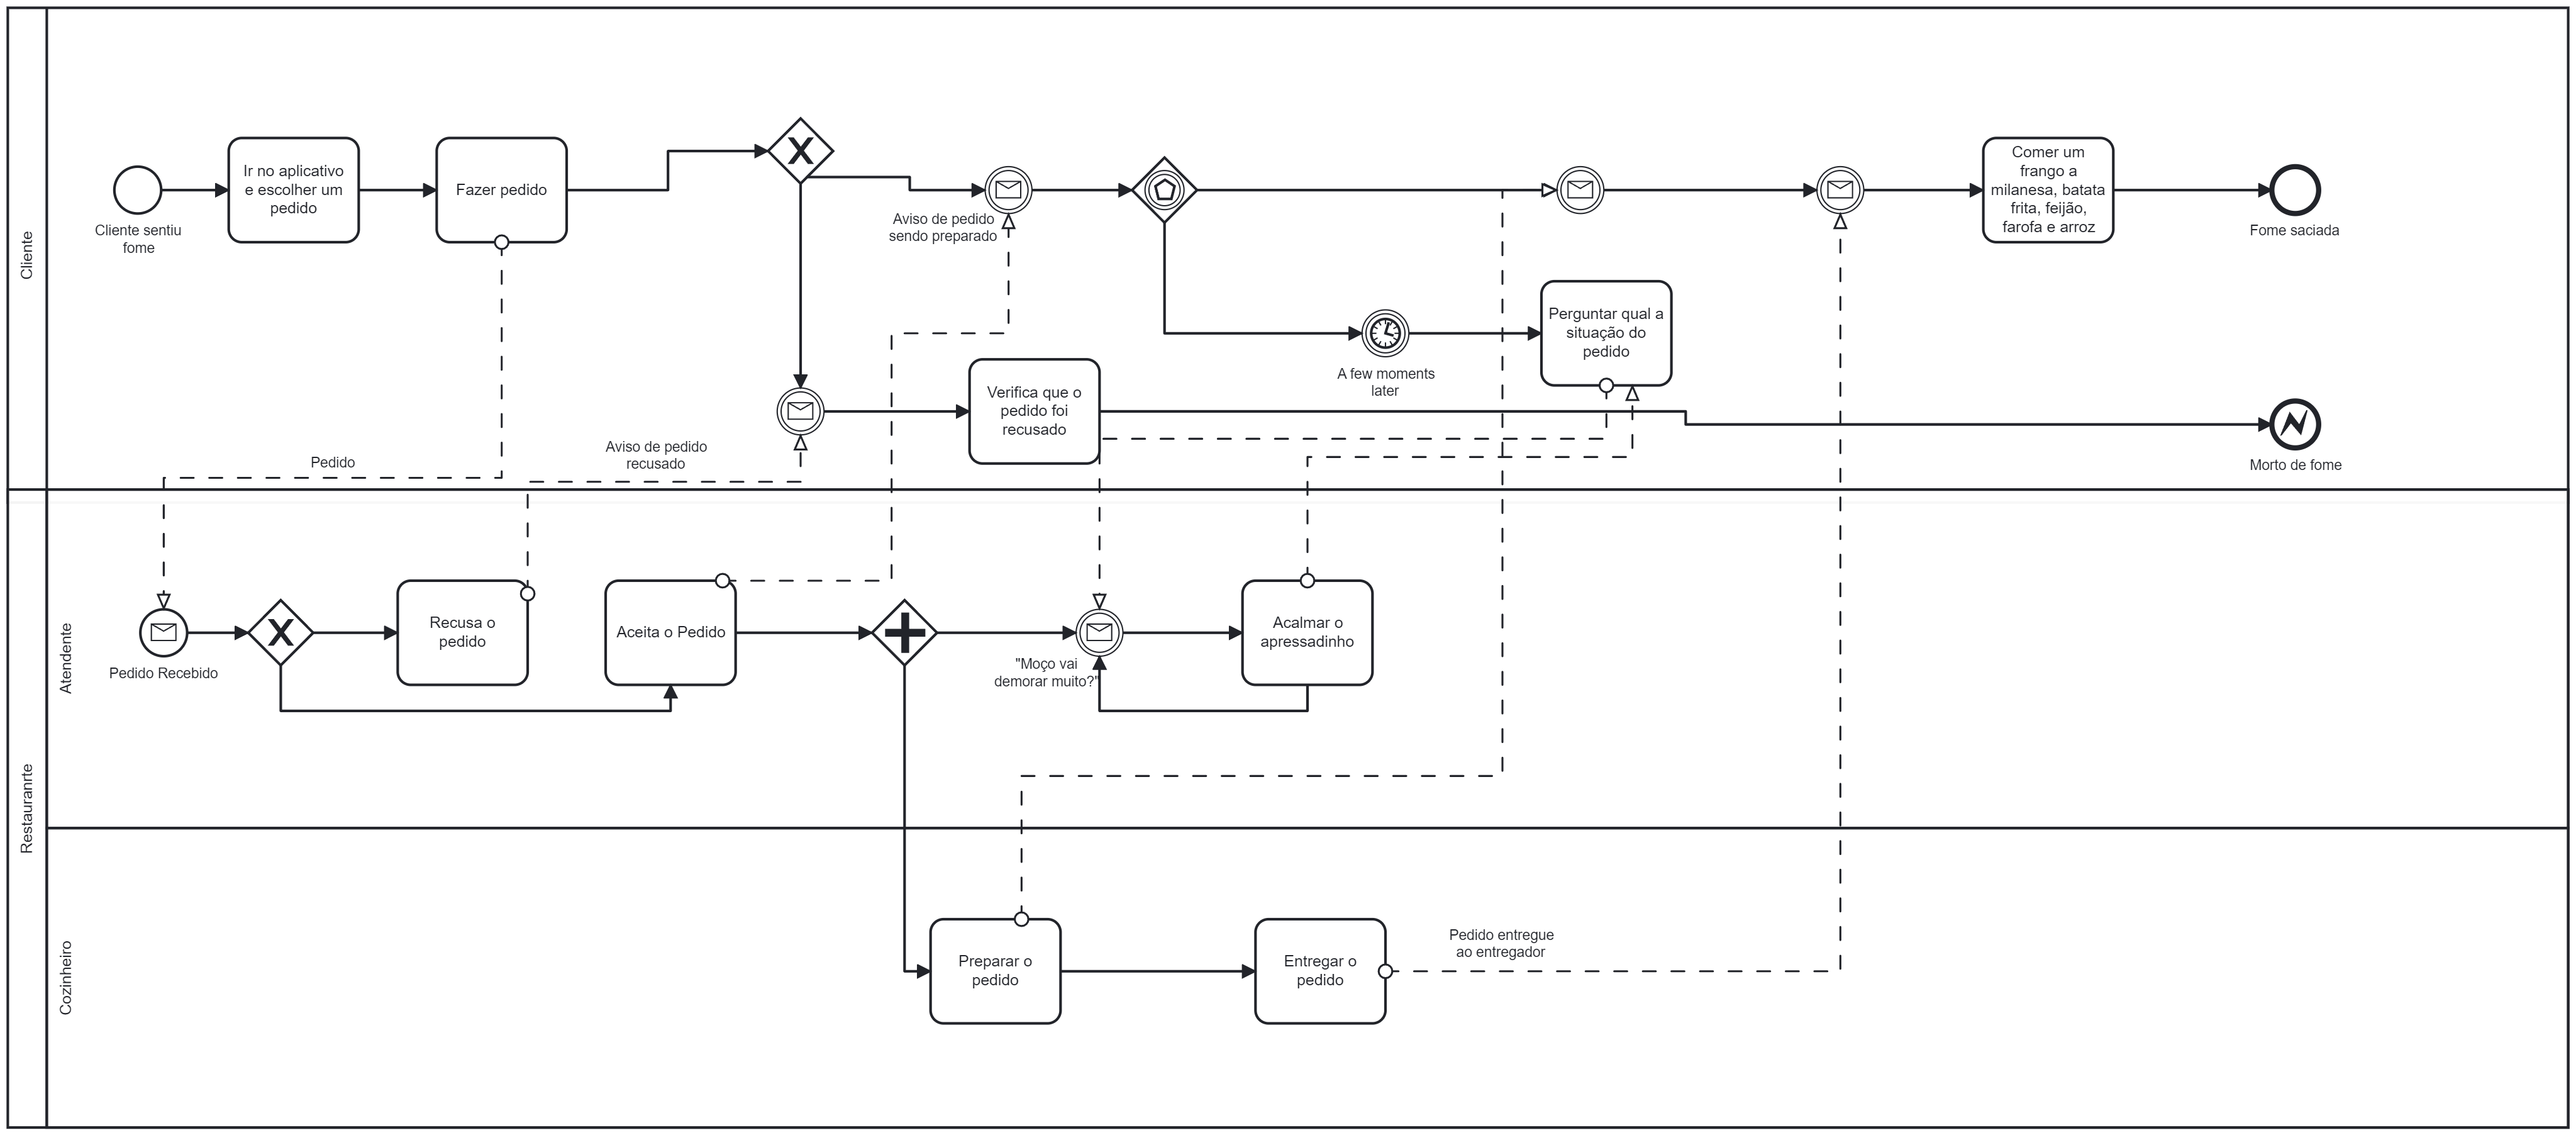 Cliente
Cliente sentiu
fome
Ir no aplicativo
e escolher um
pedido
Fazer pedido
X
Aviso de pedido
sendo preparado
Comer um
frango a
milanesa, batata
frita, feijão,
farofa e arroz
Fome saciada
A few moments
later
Perguntar qual a
situação do
pedido
Verifica que o
pedido foi
recusado
Morto de fome
Pedido
Aviso de pedido
recusado
Restauranrte
Atendente
Pedido Recebido
X
Recusa o
pedido
Aceita o Pedido
"Moço vai
demorar muito?"
Acalmar o
apressadinho
Cozinheiro
Preparar o
pedido
Entregar o
pedido
Pedido entregue
ao entregador